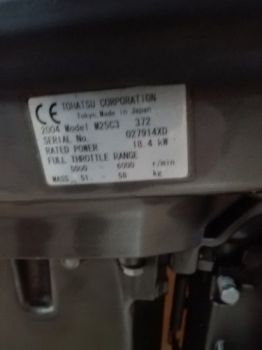 CE TOHATSU CORPORATION
Tokyo, Made in Japan
2004 Model M25C3 372
SERIAL No. 027914XD
RATED POWER 18.4 kW
FULL THROTTLE RANGE
5000 - 6000 r/min
MASS 51. - 56 kg